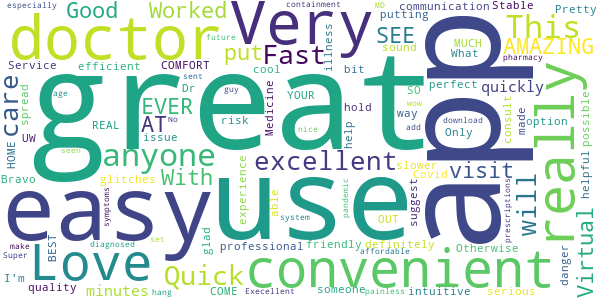 especially
Good
Worked
containment
MD
communication
Stable
Pretty
doctor
Very
putting
SEE
This
future
put
Fast
illness
sound
What
MUCH
AMAZING
Service
efficient
COMFORT
cool
bit
perfect
pharmacy
care
spread
age
Dr
sent
guy
EVER
YOUR
SO
quickly
great
app
really
HOME
UW
REAL
AT
No
risk
Medicine
nice
hold
help
way
Wow
add
download
Only
consult
made
option
possible
issue
anyone
excellent
slower
Covid
visit
helpful
Bravo
seen
With
experience
able
suggest
prescriptions
will
Virtual
easy
use
glitches
symptoms
I'm
BEST
glad
system
pandemic
OUT
danger
diagnosed
set
professional
friendly
definitely
Otherwise
make
Super
Love
Quick
convenient
affordable
quality
minutes
hang
COME
Execellent
someone
painless
intuitive
serious